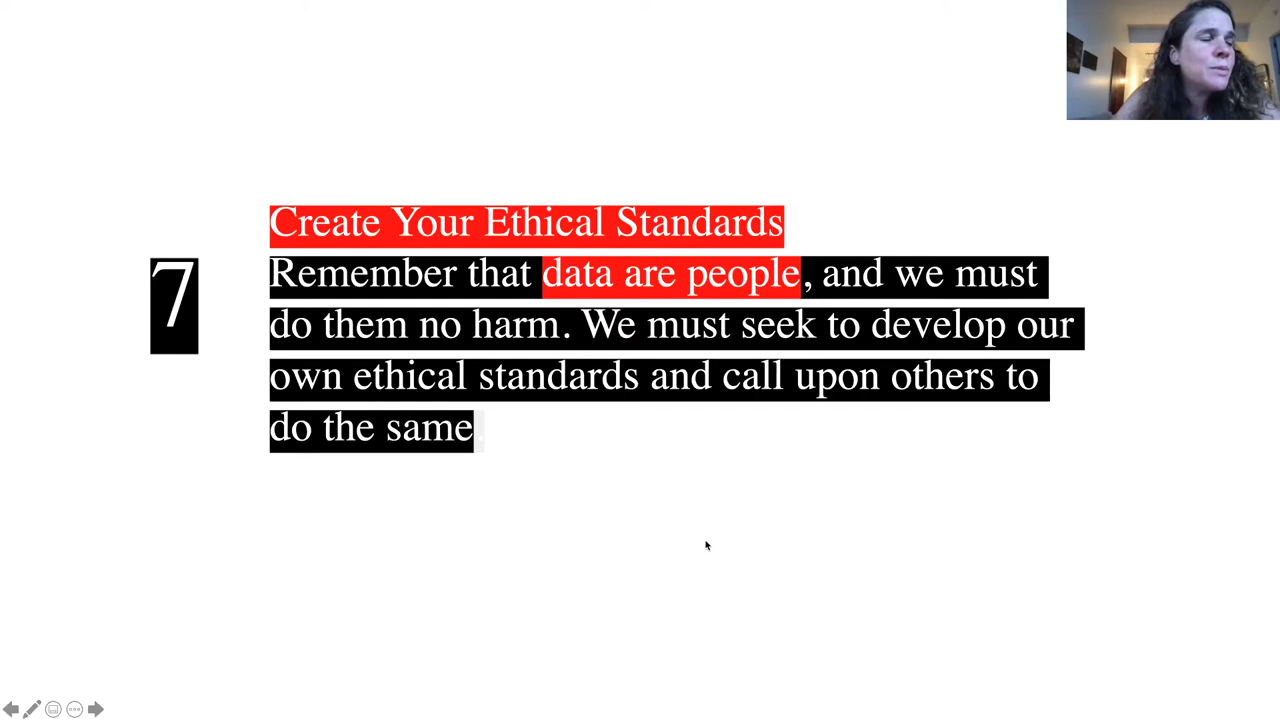 Create Your Ethical Standards
7
Remember that data are people, and we must
do them no harm. We must seek to develop our
own ethical standards and call upon others to
do the same.